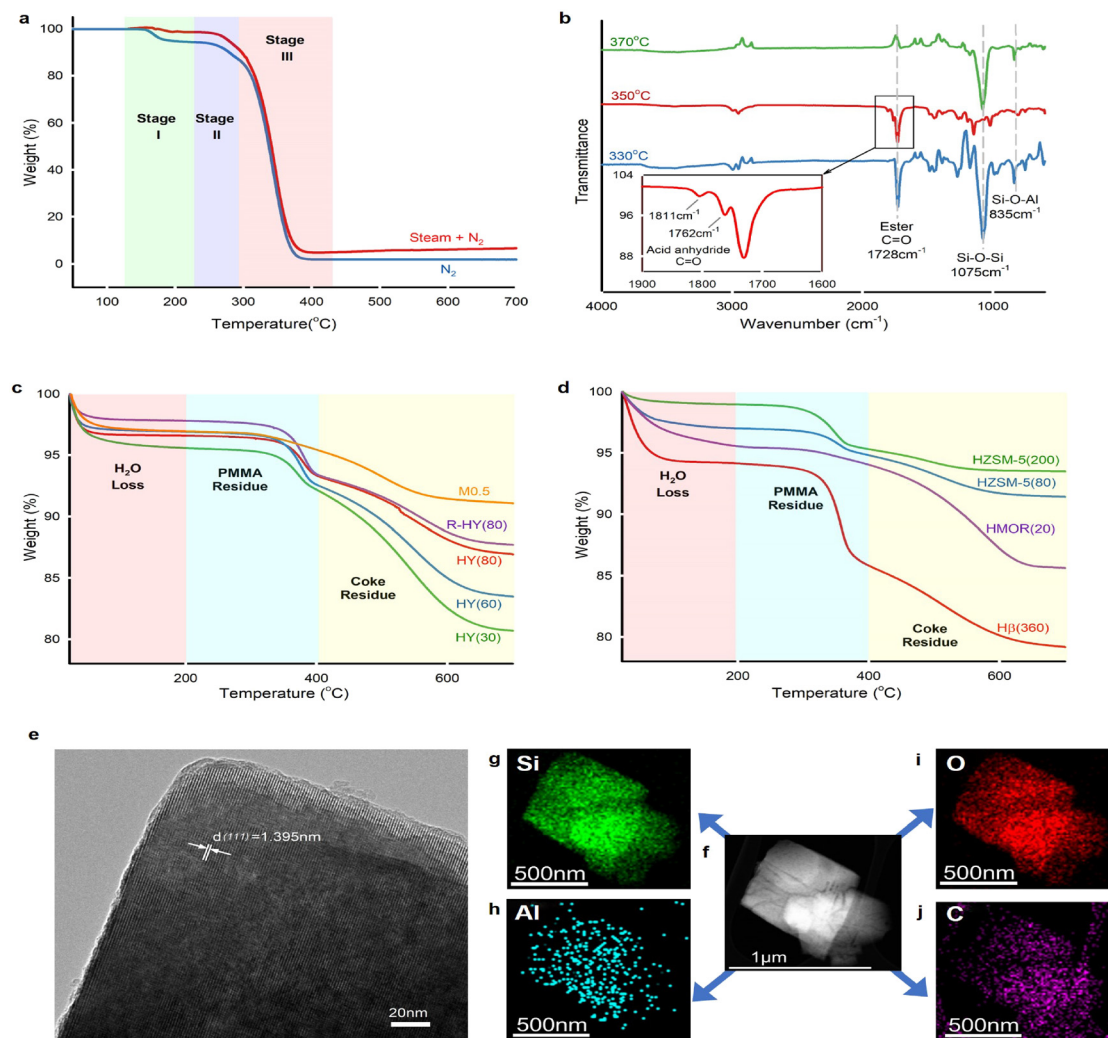 a
Weight (%)
100
80
60
40
20
0
Stage
I
Stage
II
Stage
III
Steam + N₂
N₂
100 200 300 400 500 600 700
Temperature(°C)
b
Transmittance
370°C
350°C
330°C
104
96
88
1811cm⁻¹
1762cm⁻¹
Acid anhydride
C=O
1900 1800 1700 1600
Ester
C=O
1728cm⁻¹
Si-O-Si
1075cm⁻¹
Si-O-Al
835cm⁻¹
4000 3000 2000 1000
Wavenumber (cm⁻¹)
c
Weight (%)
100
95
90
85
80
H₂O
Loss
PMMA
Residue
Coke
Residue
M0.5
R-HY(80)
HY(80)
HY(60)
HY(30)
200 400 600
Temperature (°C)
d
Weight (%)
100
95
90
85
80
H₂O
Loss
PMMA
Residue
Coke
Residue
HZSM-5(200)
HZSM-5(80)
HMOR(20)
Hβ(360)
200 400 600
Temperature (°C)
e
d(111)=1.395nm
20nm
g
Si
500nm
h
Al
500nm
f
1μm
i
O
500nm
j
C
500nm